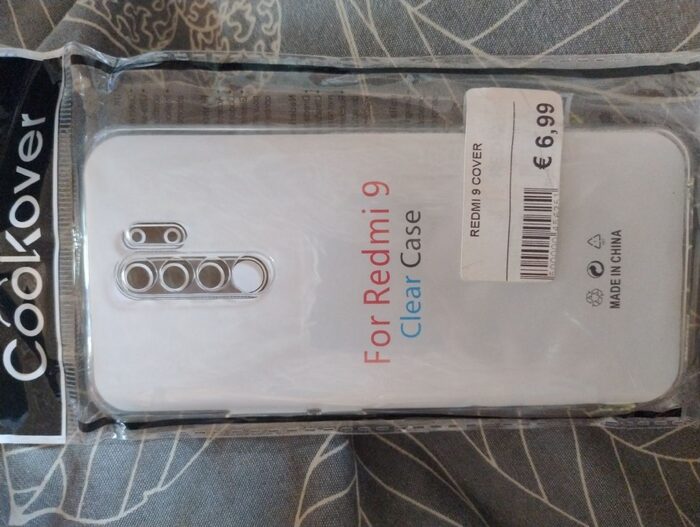 Cookover
For Redmi 9
Clear Case
REDMI 9 COVER
€ 6,99
MADE IN CHINA